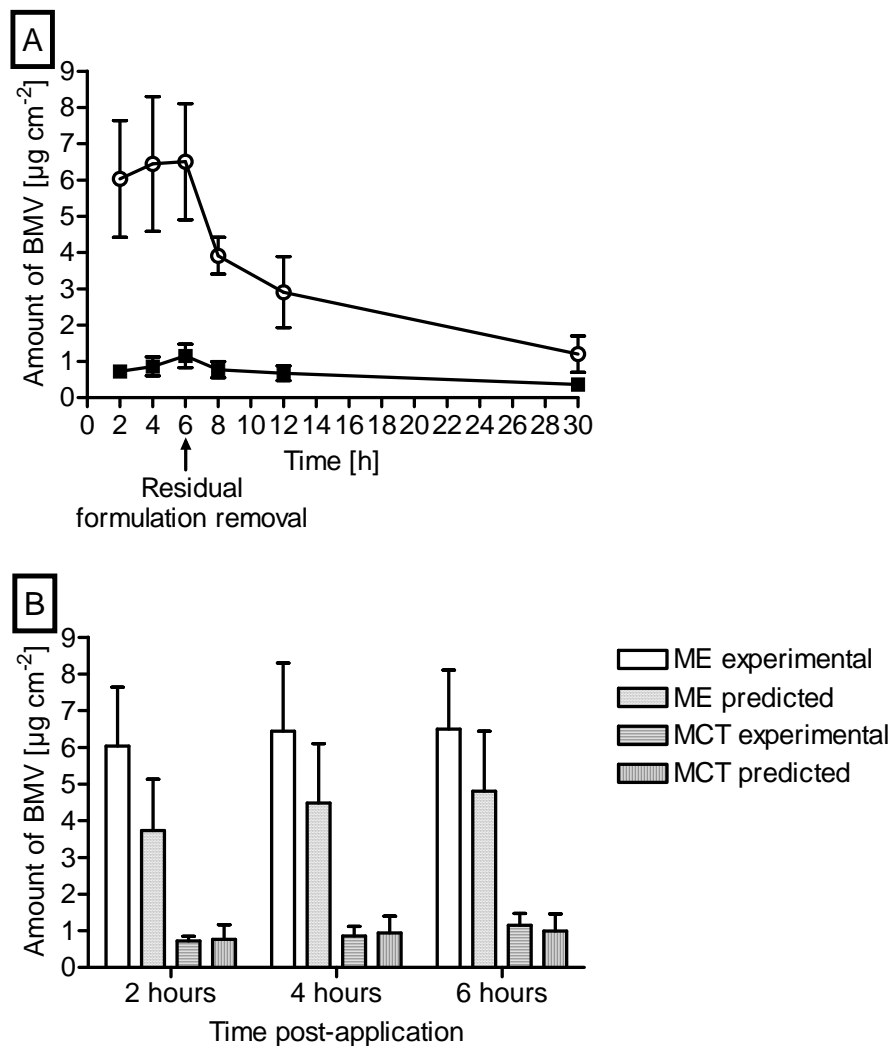 A
Amount of BMV [µg cm⁻²]
9
8
7
6
5
4
3
2
1
0
0 2 4 6 8 10 12 14 16 18 20 22 24 26 28 30
Time [h]
Residual
formulation removal
B
Amount of BMV [µg cm⁻²]
9
8
7
6
5
4
3
2
1
0
2 hours 4 hours 6 hours
Time post-application
ME experimental
ME predicted
MCT experimental
MCT predicted